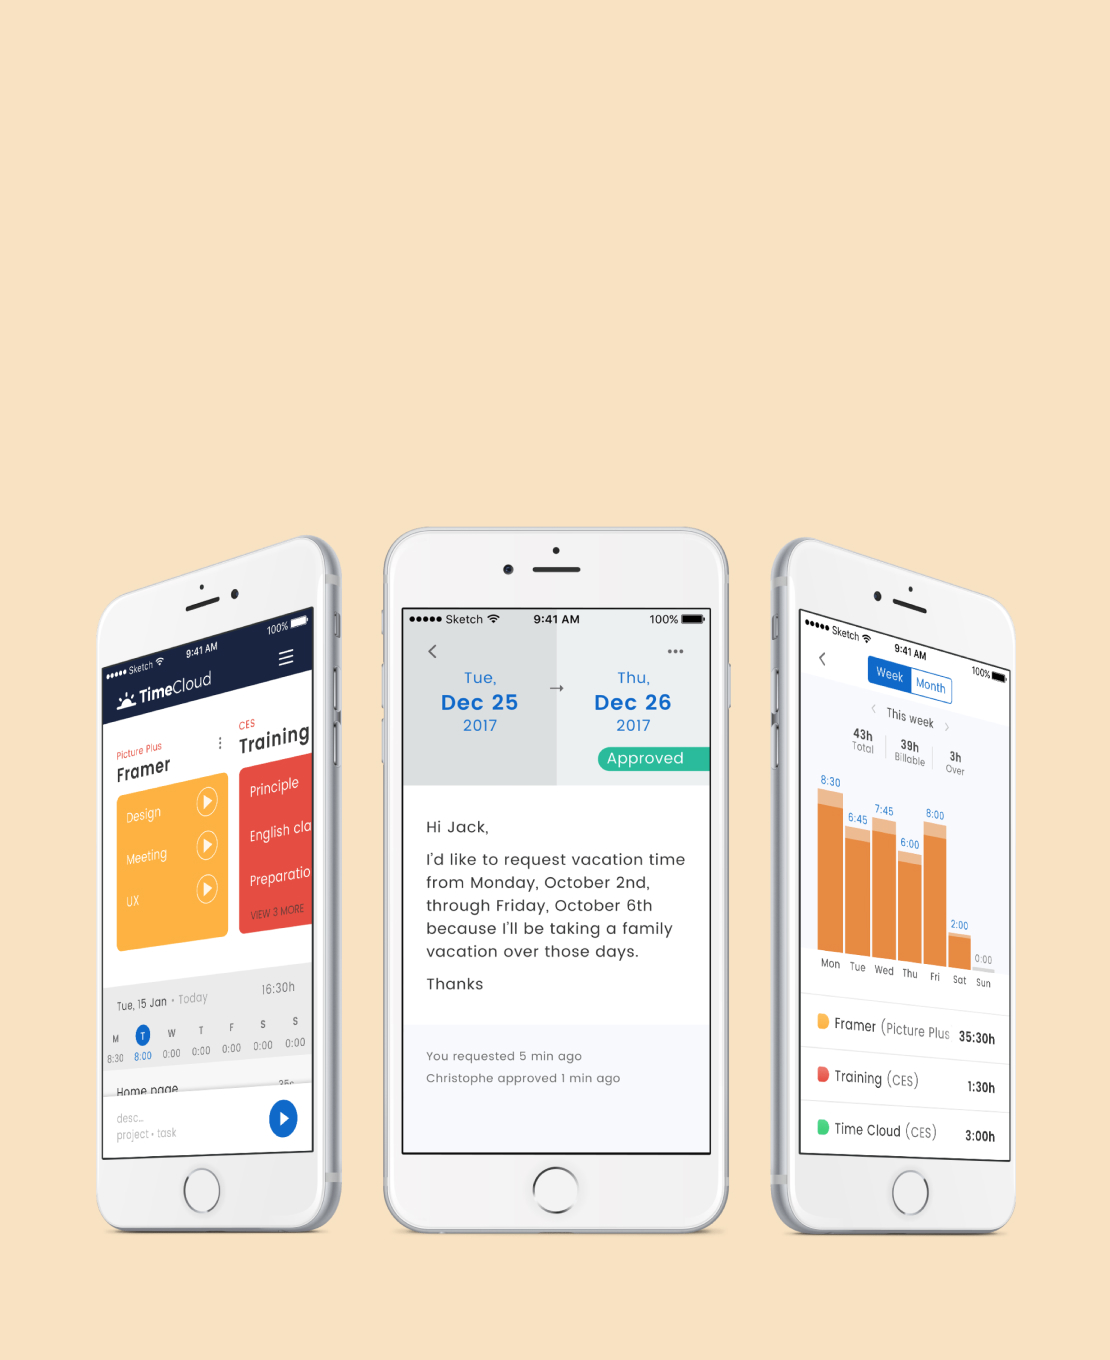 ●●●●● Sketch 9:41 AM 100%
TimeCloud
Picture Plus
Framer
Design
Meeting
UX
CES
Training
Principle
English cla
Preparatio
VIEW 3 MORE
Tue, 15 Jan • Today 16:30h
M T W T F S S
8:30 8:00 0:00 0:00 0:00 0:00 0:00
Home page
desc...
project • task
●●●●● Sketch 9:41 AM 100%
Tue,
Dec 25
2017
→
Thu,
Dec 26
2017
Approved
Hi Jack,
I'd like to request vacation time
from Monday, October 2nd,
through Friday, October 6th
because I'll be taking a family
vacation over those days.
Thanks
You requested 5 min ago
Christophe approved 1 min ago
●●●●● Sketch 9:41 AM 100%
Week Month
This week
43h 39h 3h
Total Billable Over
8:30 6:45 7:45 6:00 8:00 2:00 0:00
Mon Tue Wed Thu Fri Sat Sun
Framer (Picture Plus 35:30h
Training (CES) 1:30h
Time Cloud (CES) 3:00h